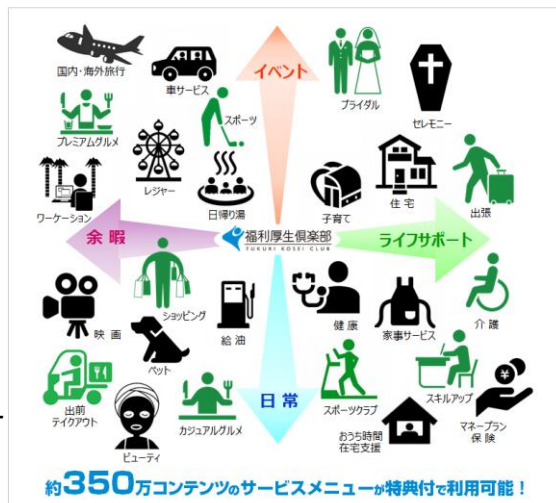 国内・海外旅行
車サービス
イベント
ブライダル
セレモニー
プレミアムグルメ
スポーツ
レジャー
ワーケーション
日帰り湯
子育て
住宅
出張
余暇
福利厚生倶楽部
FUKURI KOSEI CLUB
ライフサポート
映画
ショッピング
給油
健康
家事サービス
介護
ペット
出前
テイクアウト
カジュアルグルメ
日常
スポーツクラブ
スキルアップ
ビューティ
おうち時間
在宅支援
マネープラン
保険
¥
約350万コンテンツのサービスメニューが特典付で利用可能！